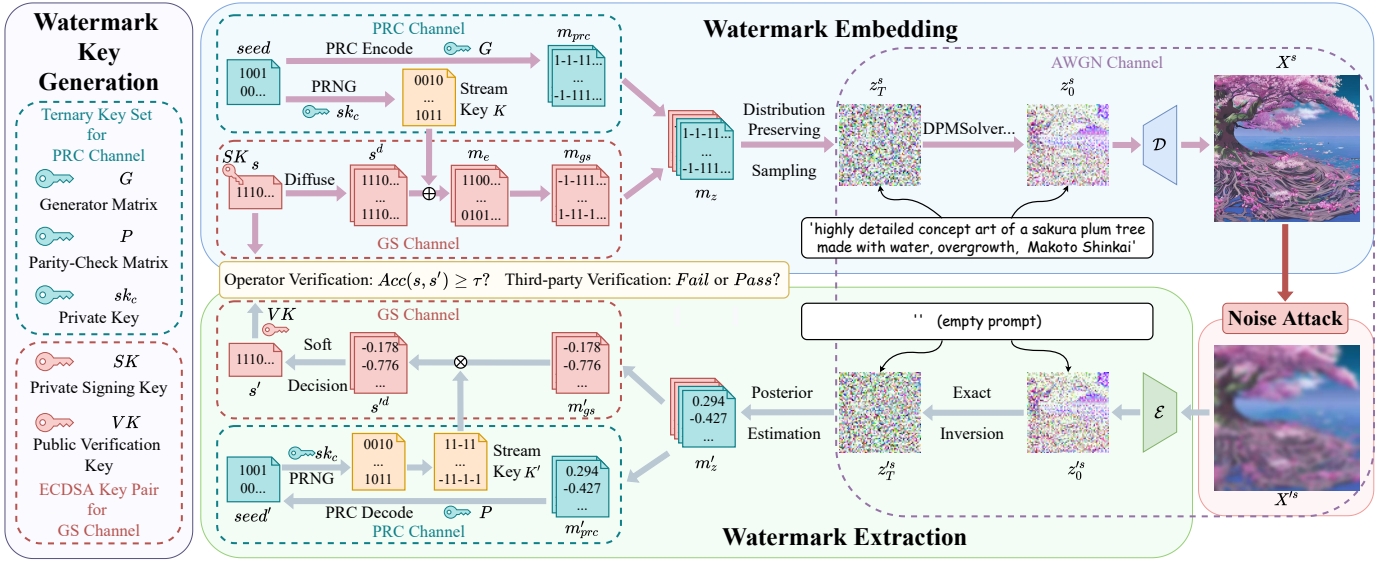 Watermark
Key
Generation
Ternary Key Set
for
PRC Channel
G
Generator Matrix
P
Parity-Check Matrix
sk_c
Private Key
SK
Private Signing Key
VK
Public Verification
Key
ECDSA Key Pair
for
GS Channel
Watermark Embedding
PRC Channel
seed
1001
00...
PRC Encode
G
PRNG
sk_c
0010
...
1011
Stream
Key K
m_prc
1-1-11...
...
-1-111...
SK
s
1110...
Diffuse
s^d
1110...
...
1110...
⊕
m_e
1100...
...
0101...
m_gs
-1-111...
...
1-11-1...
GS Channel
1-1-11...
...
-1-111...
m_z
Distribution
Preserving
Sampling
AWGN Channel
z_T^s
DPMSolver...
z_0^s
D
X^s
'highly detailed concept art of a sakura plum tree
made with water, overgrowth, Makoto Shinkai'
Operator Verification: Acc(s, s′) ≥ τ? Third-party Verification: Fail or Pass?
Noise Attack
X′^s
'' (empty prompt)
ε
z′_0^s
Exact
Inversion
z′_T^s
Posterior
Estimation
0.294
-0.427
...
m′_z
GS Channel
VK
1110...
s′
Soft
Decision
-0.178
-0.776
...
s′^d
⊗
-0.178
-0.776
...
m′_gs
1001
00...
seed′
sk_c
PRNG
0010
...
1011
11-11
...
-11-1-1
Stream
Key K′
0.294
-0.427
...
m′_prc
PRC Decode
P
PRC Channel
Watermark Extraction